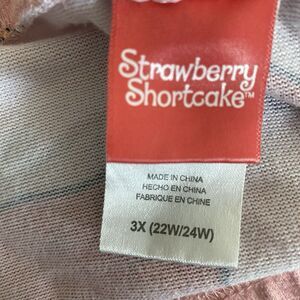 Strawberry
Shortcake™
MADE IN CHINA
HECHO EN CHINA
FABRIQUE EN CHINE
3X (22W/24W)